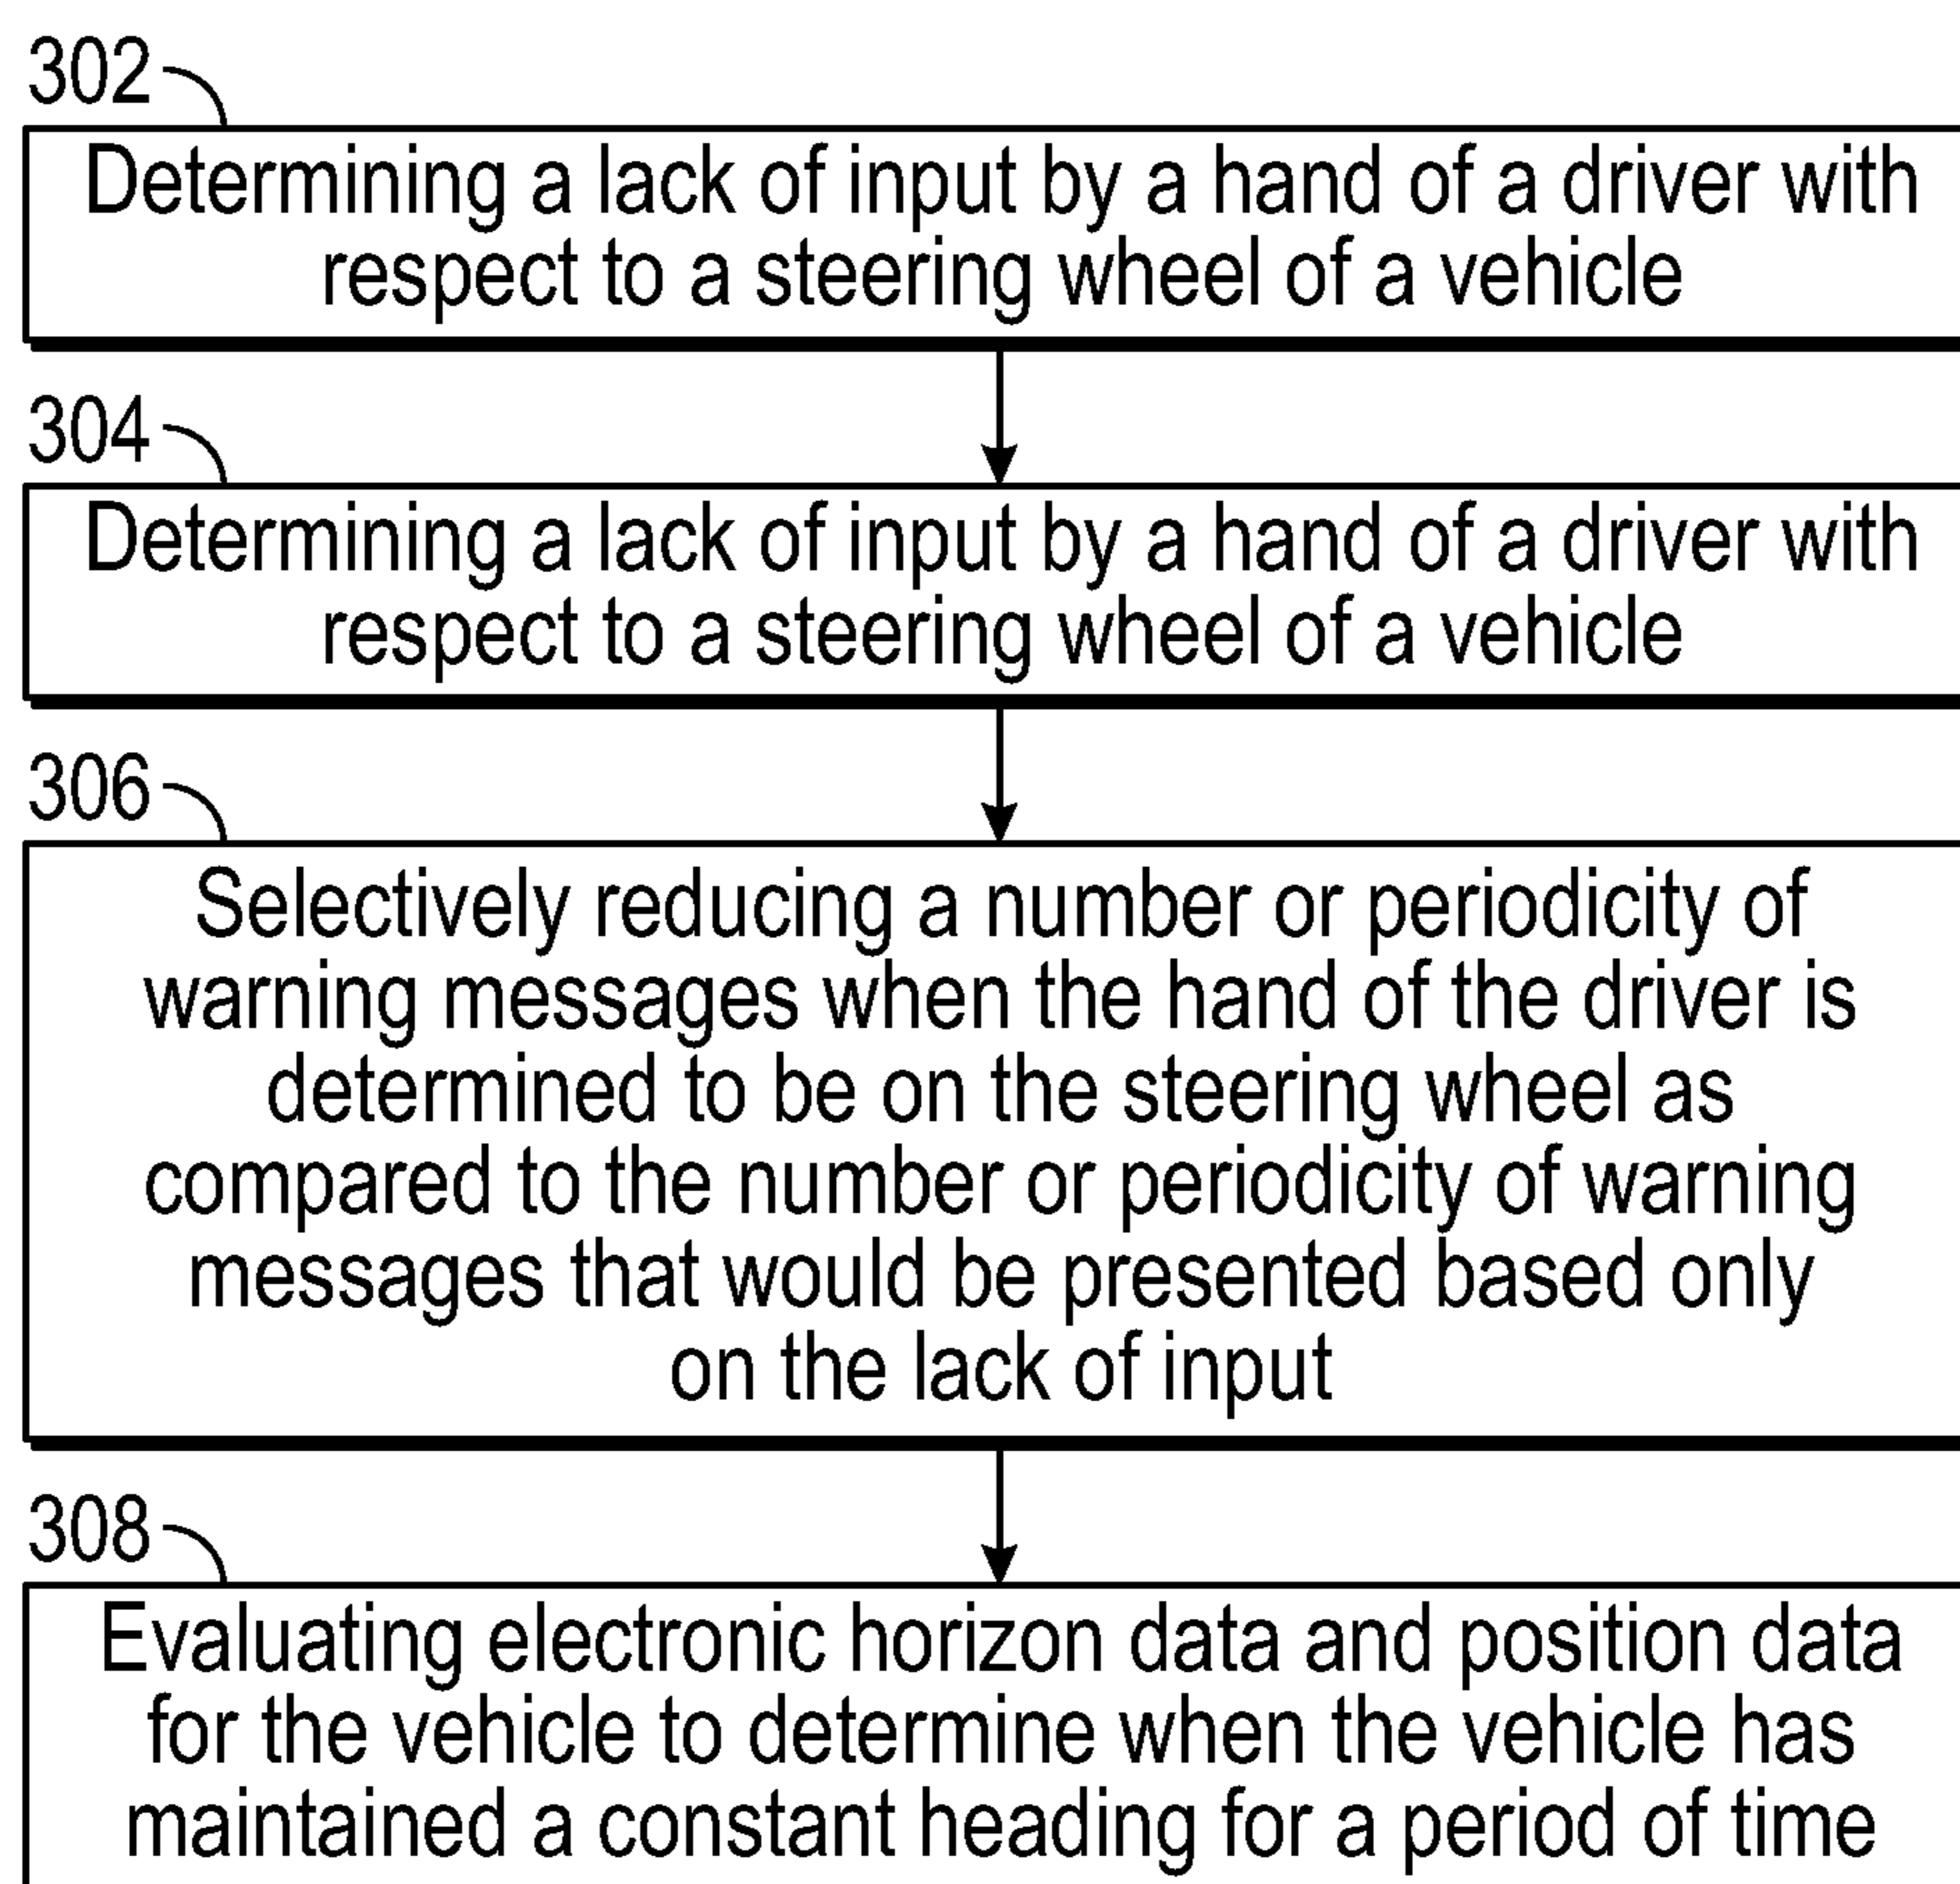 302
Determining a lack of input by a hand of a driver with
respect to a steering wheel of a vehicle
304
Determining a lack of input by a hand of a driver with
respect to a steering wheel of a vehicle
306
Selectively reducing a number or periodicity of
warning messages when the hand of the driver is
determined to be on the steering wheel as
compared to the number or periodicity of warning
messages that would be presented based only
on the lack of input
308
Evaluating electronic horizon data and position data
for the vehicle to determine when the vehicle has
maintained a constant heading for a period of time